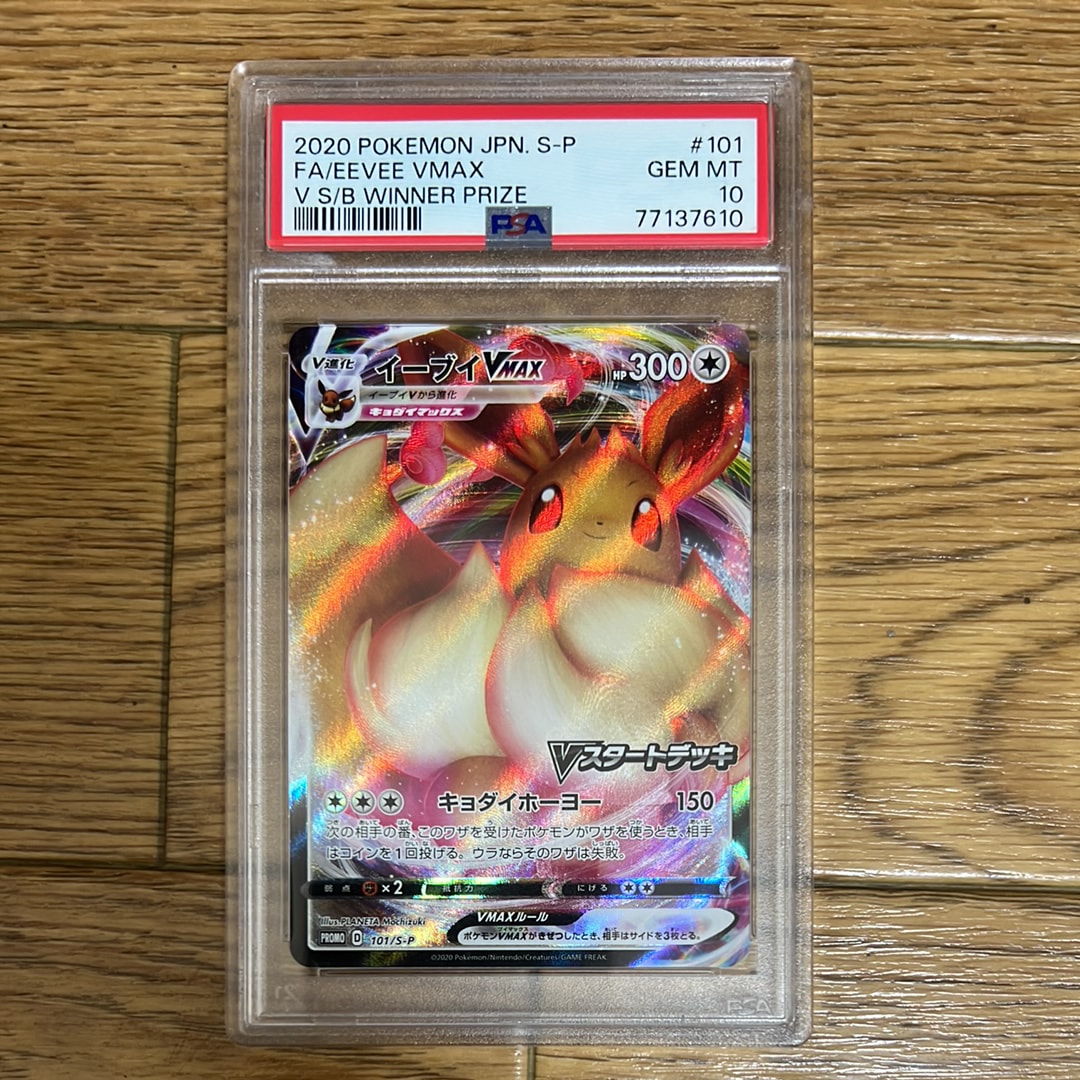 2020 POKEMON JPN. S-P #101
FA/EEVEE VMAX GEM MT
V S/B WINNER PRIZE 10
77137610
PSA
V進化
イーブイVMAX HP 300
イーブイVから進化
キョダイマックス
Vスタートデッキ
キョダイホーヨー 150
次の相手の番、このワザを受けたポケモンがワザを使うとき、相手
はコインを1回投げる。ウラならそのワザは失敗。
弱点 ×2 抵抗力 にげる
Illus. PLANETA Mochizuki
VMAXルール
PROMO D 101/S-P
ポケモンVMAXがきぜつしたとき、相手はサイドを3枚とる。
©2020 Pokémon/Nintendo/Creatures/GAME FREAK.
PSA